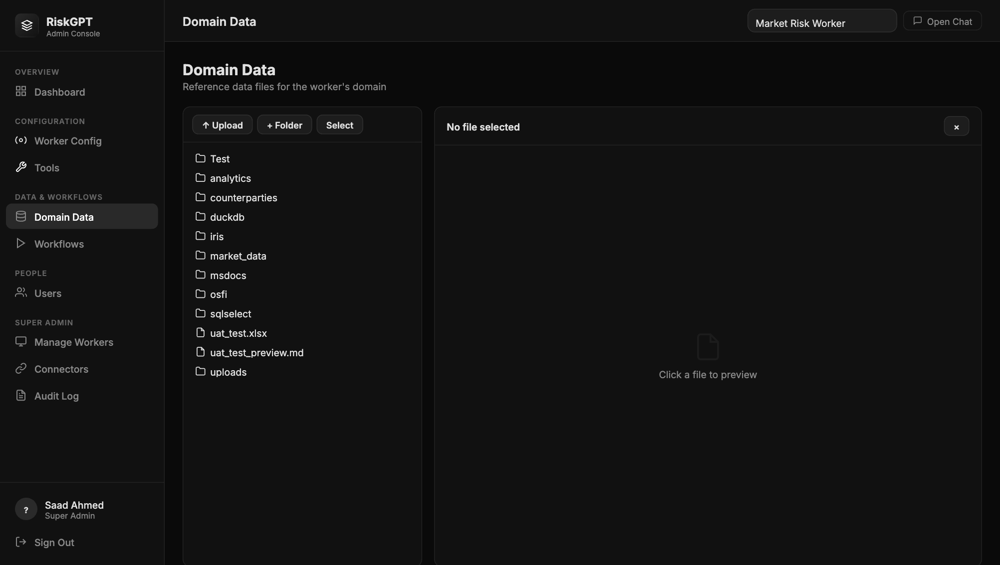 RiskGPT
Admin Console
OVERVIEW
Dashboard
CONFIGURATION
Worker Config
Tools
DATA & WORKFLOWS
Domain Data
Workflows
PEOPLE
Users
SUPER ADMIN
Manage Workers
Connectors
Audit Log
?
Saad Ahmed
Super Admin
Sign Out
Domain Data
Market Risk Worker
Open Chat
Domain Data
Reference data files for the worker's domain
↑ Upload
+ Folder
Select
Test
analytics
counterparties
duckdb
iris
market_data
msdocs
osfi
sqlselect
uat_test.xlsx
uat_test_preview.md
uploads
No file selected
×
Click a file to preview